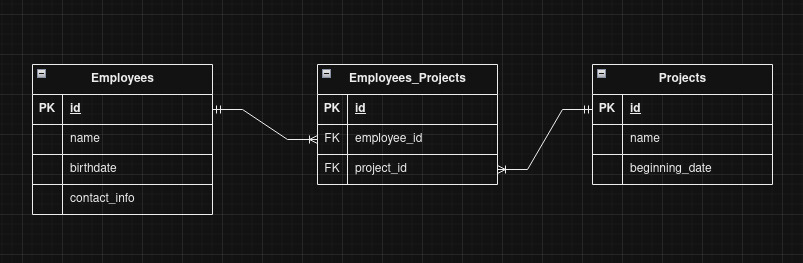 Employees
PK id
name
birthdate
contact_info
Employees_Projects
PK id
FK employee_id
FK project_id
Projects
PK id
name
beginning_date